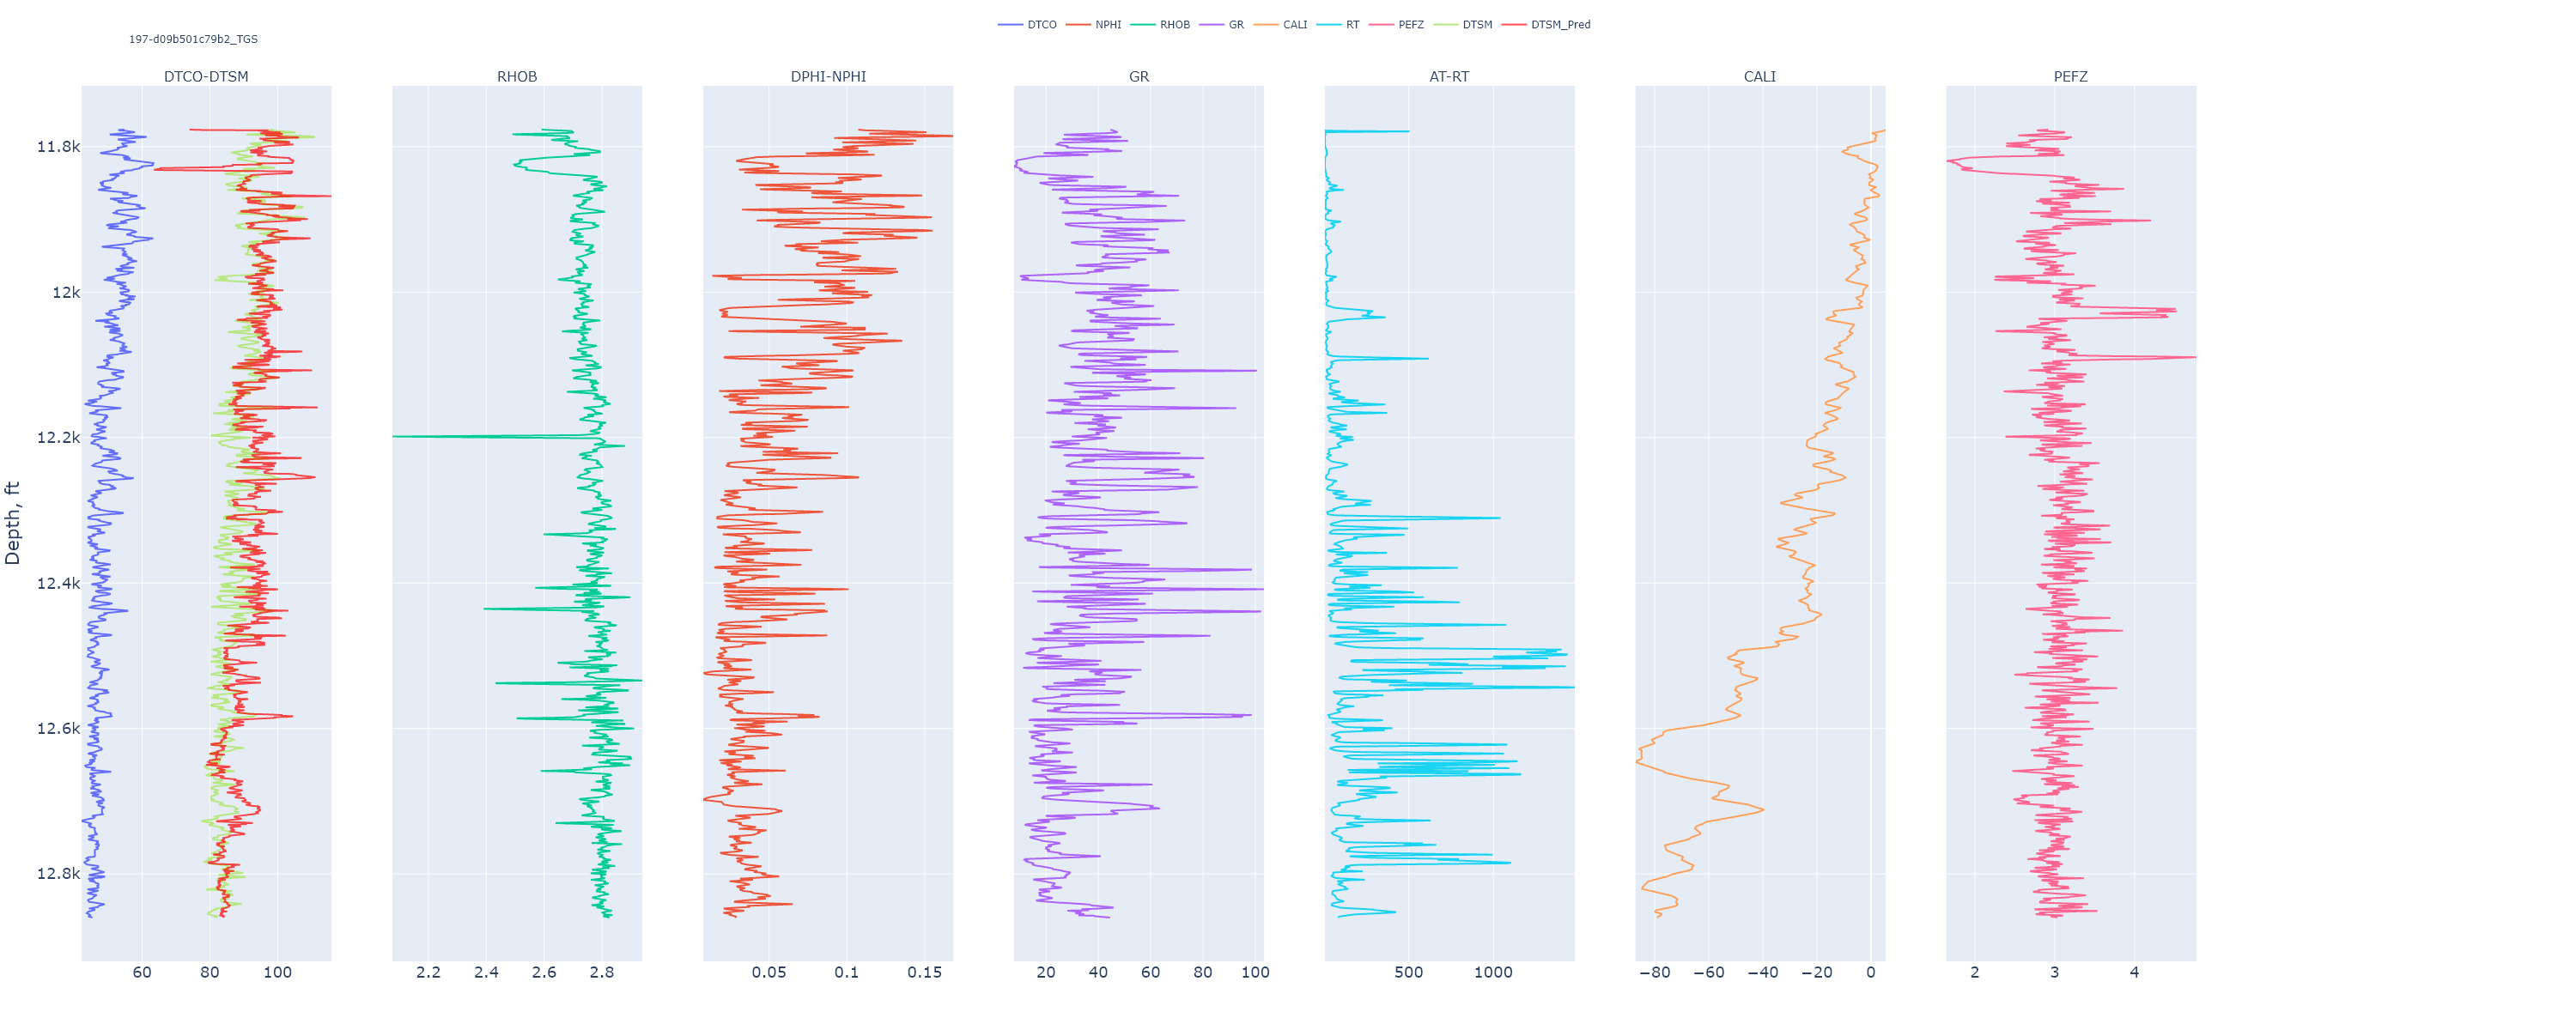 DTCO NPHI RHOB GR CALI RT PEFZ DTSM DTSM_Pred
197-d09b501c79b2_TGS
DTCO-DTSM RHOB DPHI-NPHI GR AT-RT CALI PEFZ
Depth, ft
11.8k
12k
12.2k
12.4k
12.6k
12.8k
60 80 100 2.2 2.4 2.6 2.8 0.05 0.1 0.15 20 40 60 80 100 500 1000 −80 −60 −40 −20 0 2 3 4